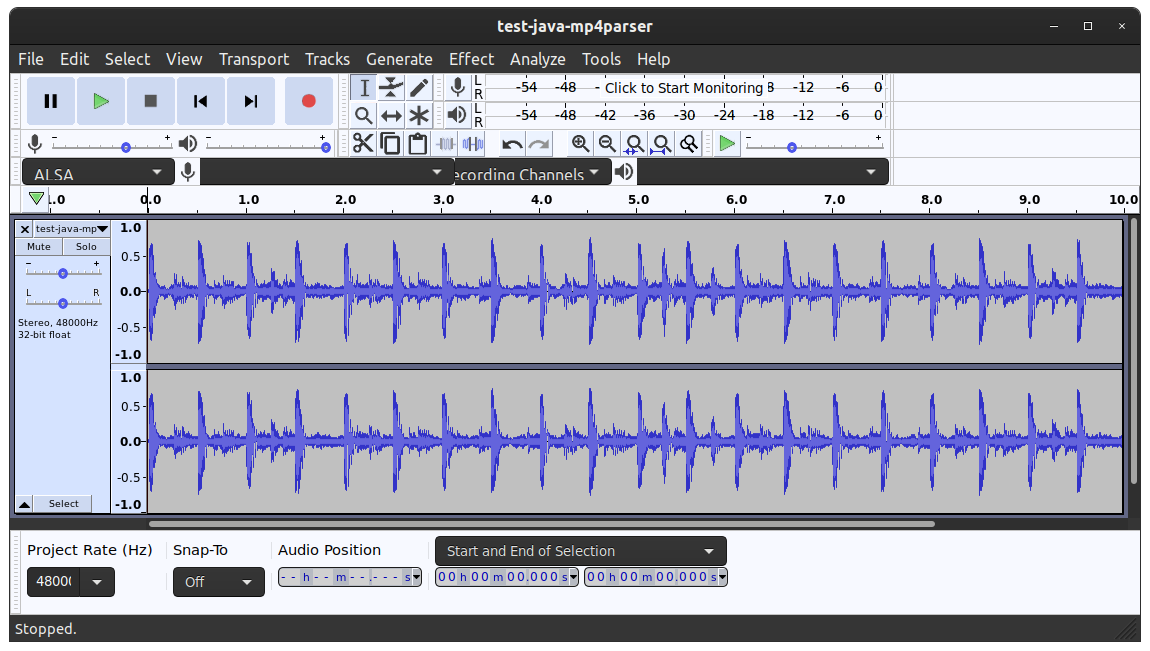 test-java-mp4parser
File Edit Select View Transport Tracks Generate Effect Analyze Tools Help
L
R
-54 -48 - Click to Start Monitoring 8 -12 -6 0
L
R
-54 -48 -42 -36 -30 -24 -18 -12 -6 0
- + - +
- +
ALSA
ecording Channels
1.0 0.0 1.0 2.0 3.0 4.0 5.0 6.0 7.0 8.0 9.0 10.0
× test-java-mp
Mute Solo
- +
L R
Stereo, 48000Hz
32-bit float
Select
1.0
0.5-
0.0-
-0.5-
-1.0
1.0
0.5-
0.0-
-0.5-
-1.0
Project Rate (Hz) Snap-To Audio Position Start and End of Selection
4800 Off - - h - - m - - . - - - s 00 h 00 m 00.000 s 00 h 00 m 00.000 s
Stopped.